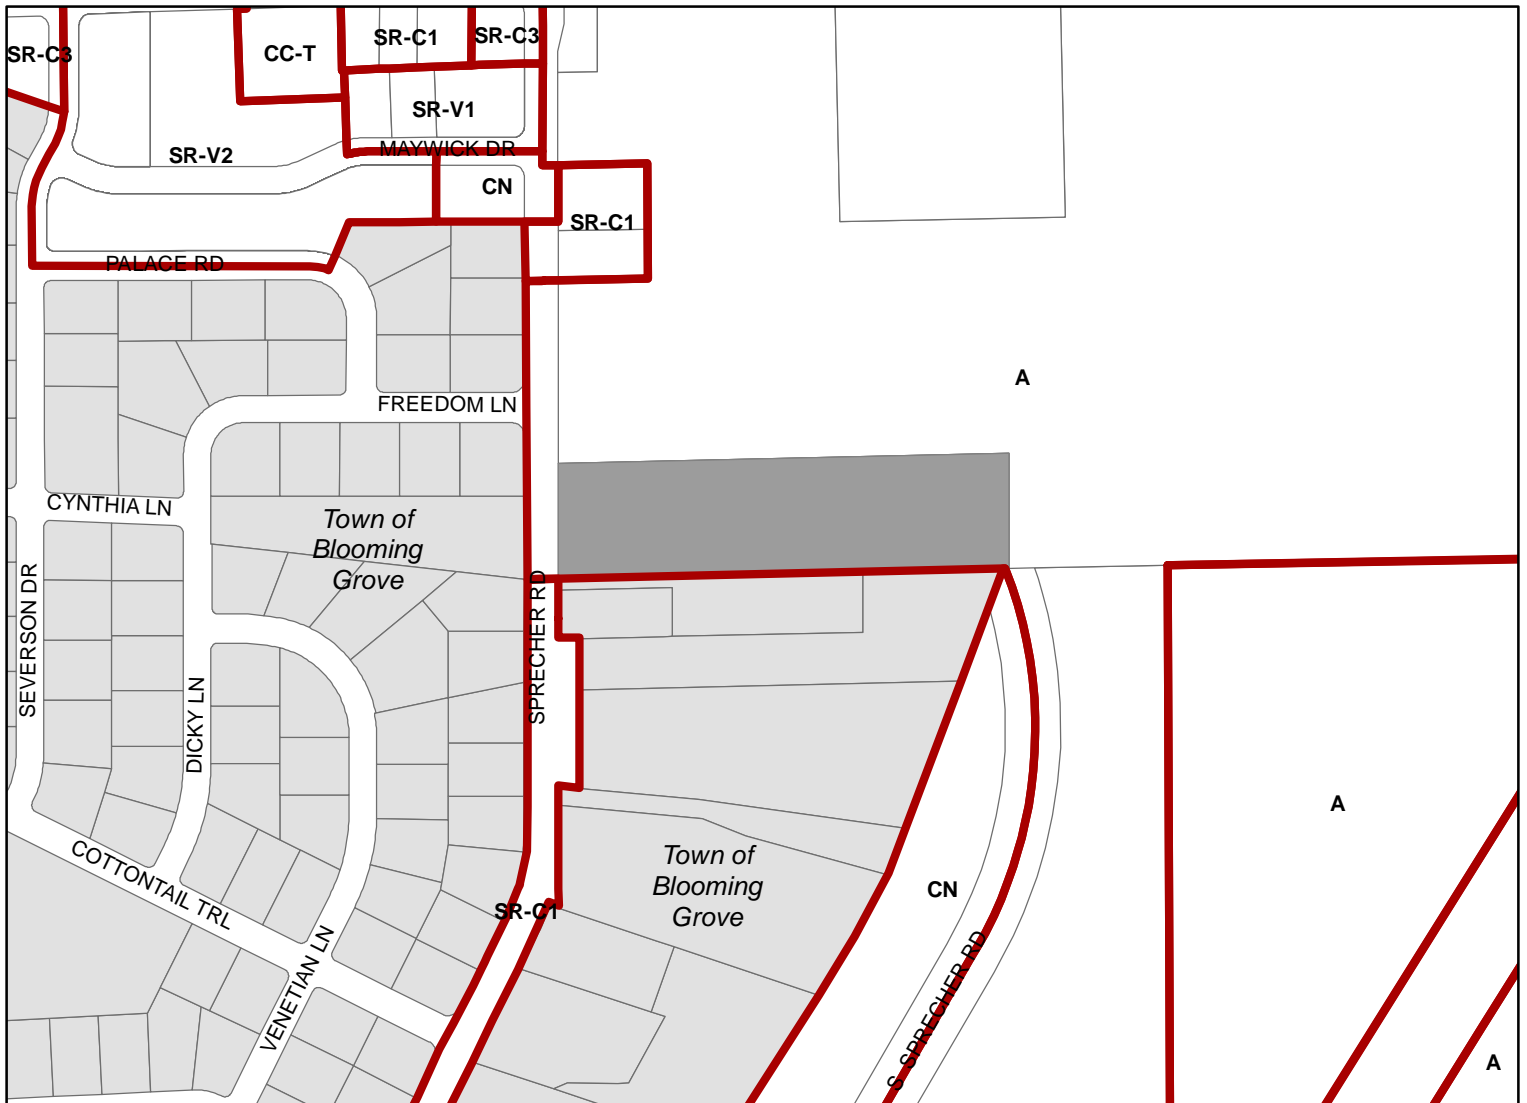 SR-C3
CC-T
SR-C1
SR-C3
SR-V1
SR-V2
MAYWICK DR
CN
SR-C1
PALACE RD
A
FREEDOM LN
CYNTHIA LN
Town of
Blooming
Grove
SEVERSON DR
DICKY LN
SPRECHER RD
A
COTTONTAIL TRL
Town of
Blooming
Grove
CN
SR-C1
VENETIAN LN
S SPRECHER RD
A